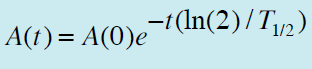 A(t) = A(0)e^{-t(ln(2)/T_{1/2})}